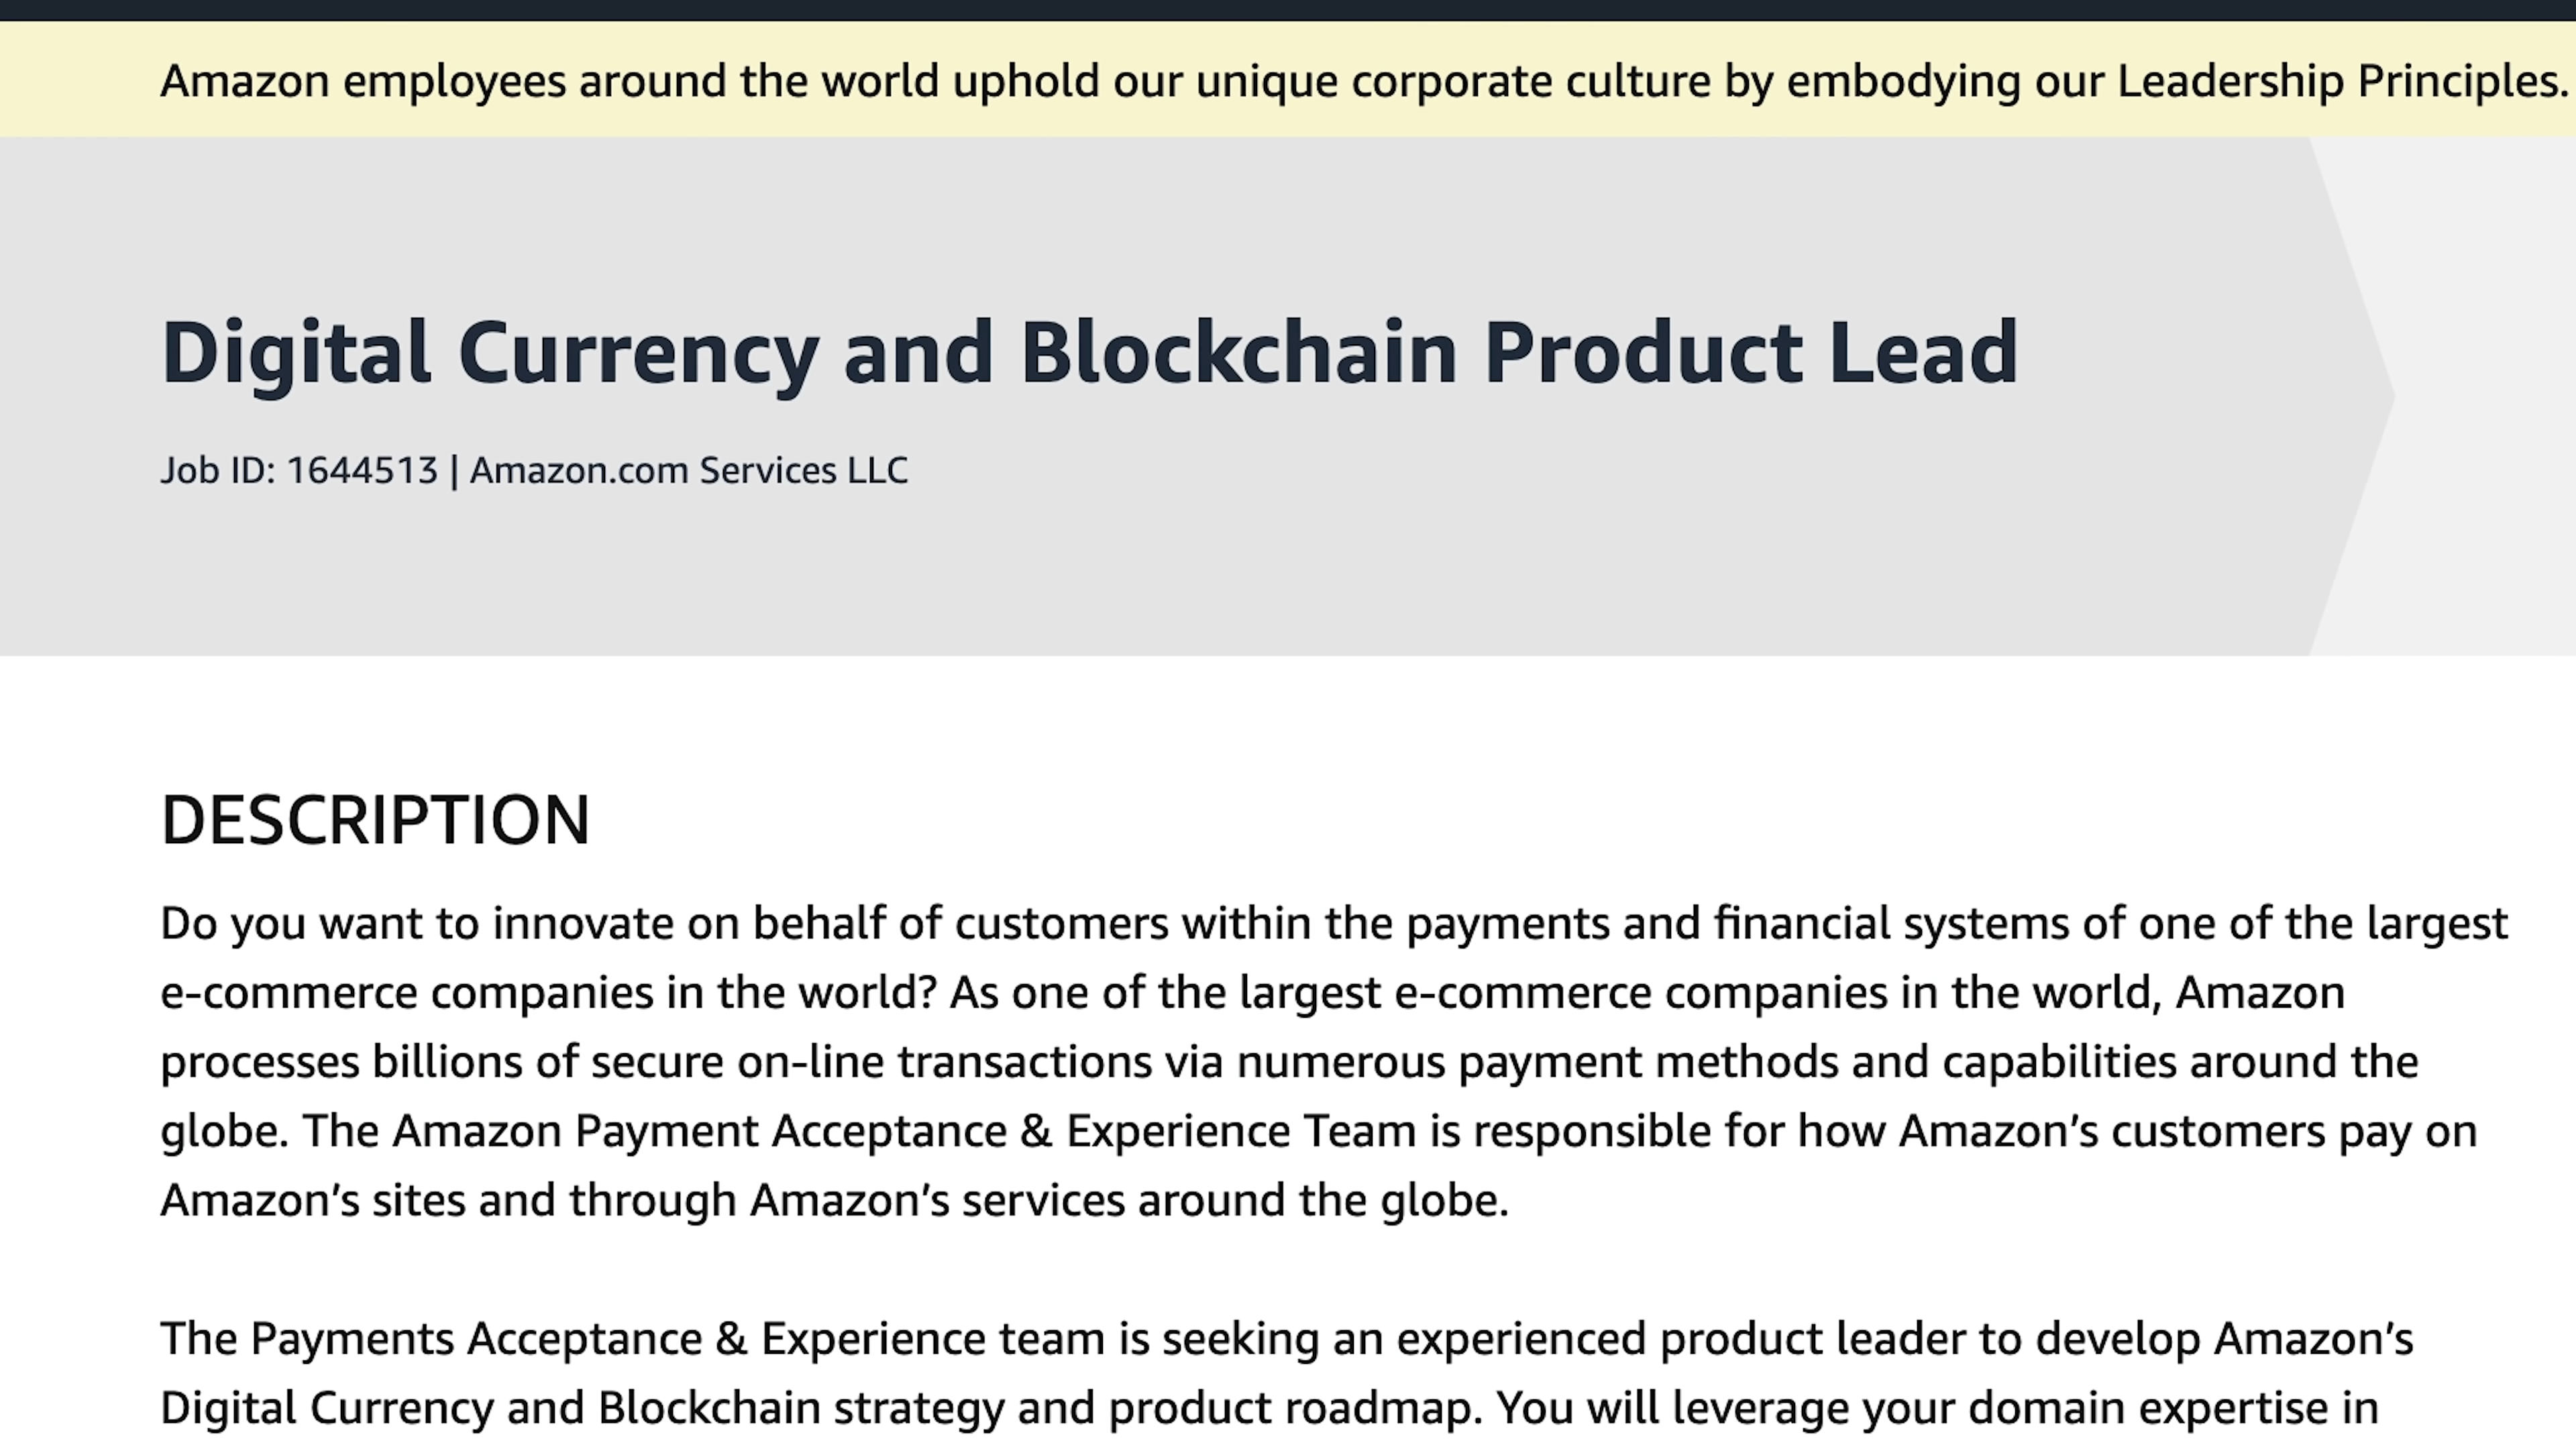 Amazon employees around the world uphold our unique corporate culture by embodying our Leadership Principles.
Digital Currency and Blockchain Product Lead
Job ID: 1644513 | Amazon.com Services LLC
DESCRIPTION
Do you want to innovate on behalf of customers within the payments and financial systems of one of the largest
e-commerce companies in the world? As one of the largest e-commerce companies in the world, Amazon
processes billions of secure on-line transactions via numerous payment methods and capabilities around the
globe. The Amazon Payment Acceptance & Experience Team is responsible for how Amazon’s customers pay on
Amazon’s sites and through Amazon’s services around the globe.
The Payments Acceptance & Experience team is seeking an experienced product leader to develop Amazon’s
Digital Currency and Blockchain strategy and product roadmap. You will leverage your domain expertise in